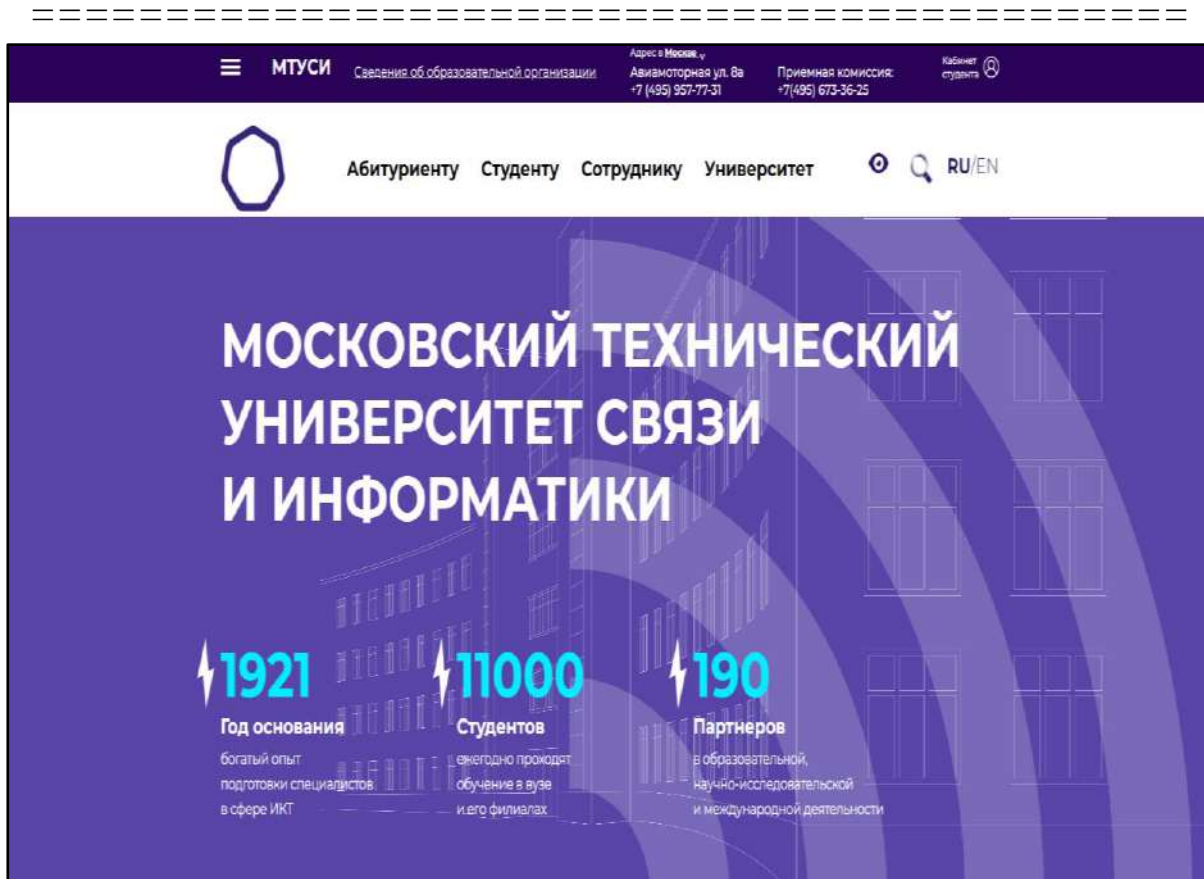 МТУСИ
Сведения об образовательной организации
Адрес в Москве
Авиамоторная ул. 8а
+7 (495) 957-77-31
Приемная комиссия:
+7(495) 673-36-25
Кабинет
студента
Абитуриенту Студенту Сотруднику Университет
RU/EN
МОСКОВСКИЙ ТЕХНИЧЕСКИЙ
УНИВЕРСИТЕТ СВЯЗИ
И ИНФОРМАТИКИ
1921
Год основания
богатый опыт
подготовки специалистов
в сфере ИКТ
11000
Студентов
ежегодно проходят
обучение в вузе
и его филиалах
190
Партнеров
в образовательной,
научно-исследовательской
и международной деятельности